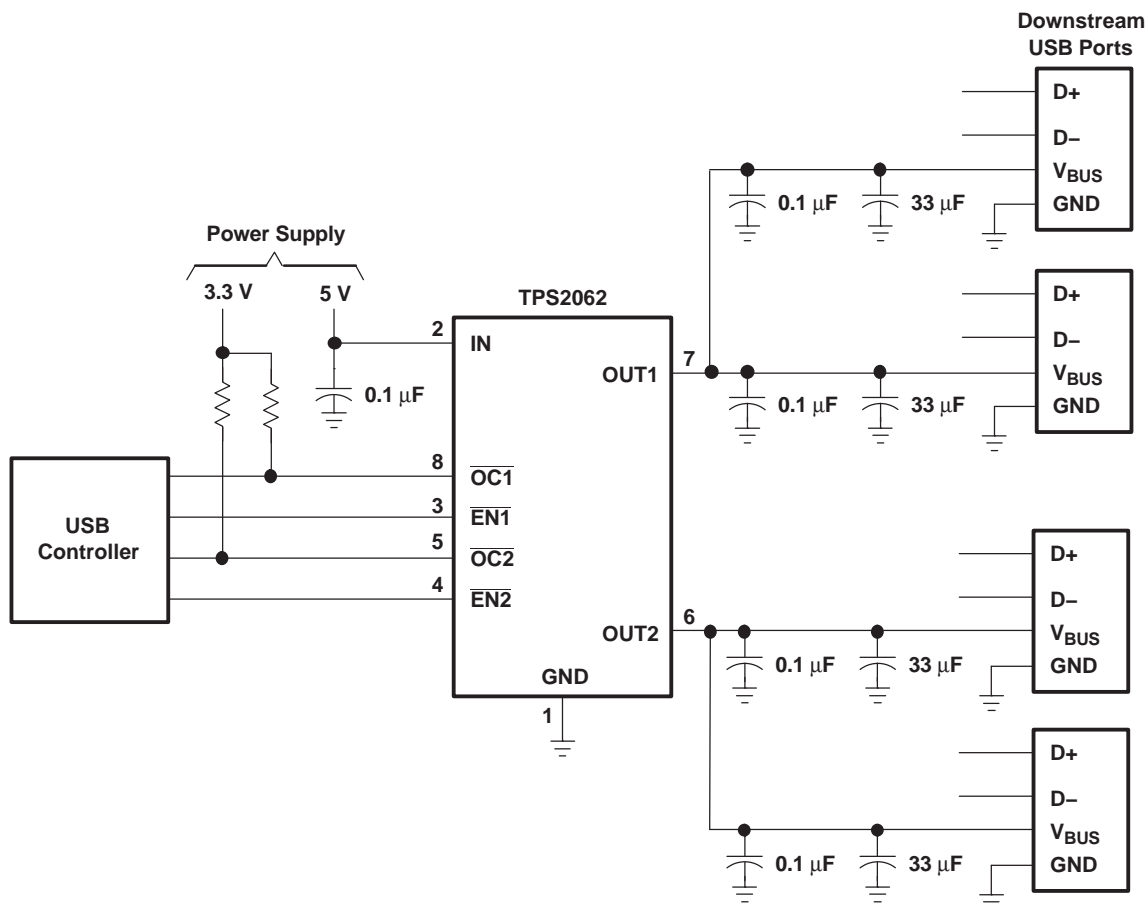 Downstream
USB Ports
D+
D–
VBUS
GND
0.1 μF
33 μF
Power Supply
3.3 V
5 V
0.1 μF
TPS2062
2
IN
7
OUT1
D+
D–
VBUS
GND
0.1 μF
33 μF
USB
Controller
8
OC1
3
EN1
5
OC2
4
EN2
6
OUT2
GND
1
D+
D–
VBUS
GND
0.1 μF
33 μF
D+
D–
VBUS
GND
0.1 μF
33 μF